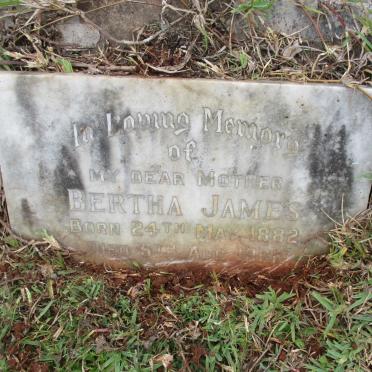 In Loving Memory
of
MY DEAR MOTHER
BERTHA JAMES
BORN 24TH MAY 1882